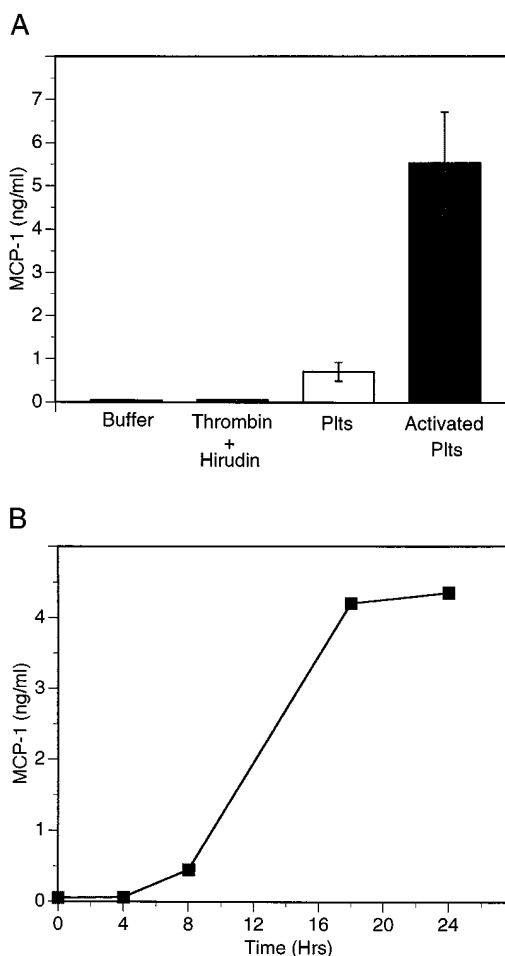 A
MCP-1 (ng/ml)
7
6
5
4
3
2
1
0
Buffer Thrombin + Hirudin Plts Activated Plts
B
MCP-1 (ng/ml)
4
3
2
1
0
0 4 8 12 16 20 24
Time (Hrs)